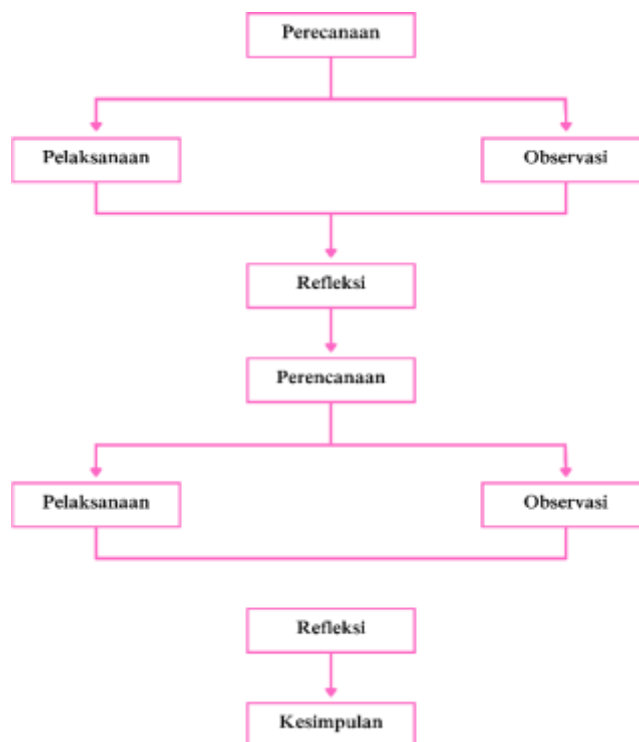 Perecanaan
Pelaksanaan
Observasi
Refleksi
Perencanaan
Pelaksanaan
Observasi
Refleksi
Kesimpulan